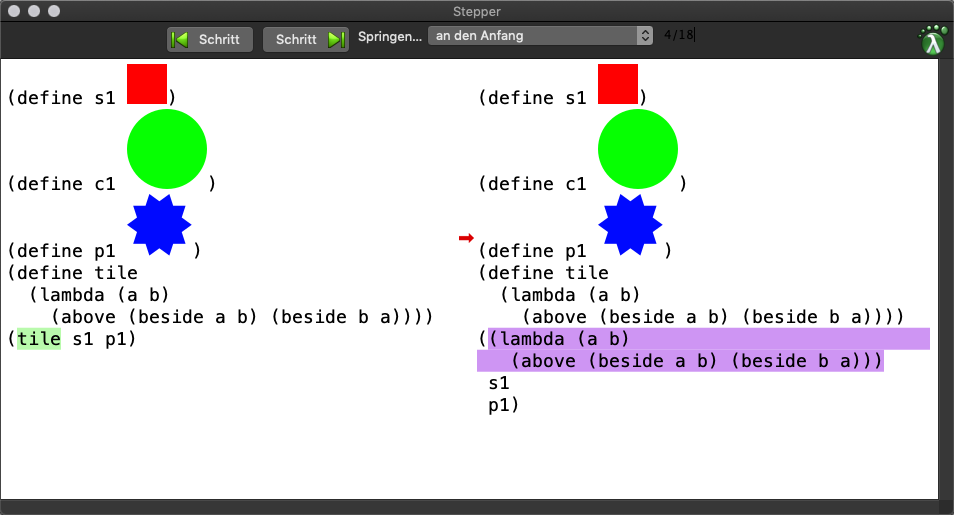 Stepper
Schritt Schritt Springen... an den Anfang 4/18
(define s1 )
(define c1 )
(define p1 )
(define tile
(lambda (a b)
(above (beside a b) (beside b a))))
(tile s1 p1)
(define s1 )
(define c1 )
(define p1 )
(define tile
(lambda (a b)
(above (beside a b) (beside b a))))
((lambda (a b)
(above (beside a b) (beside b a)))
s1
p1)